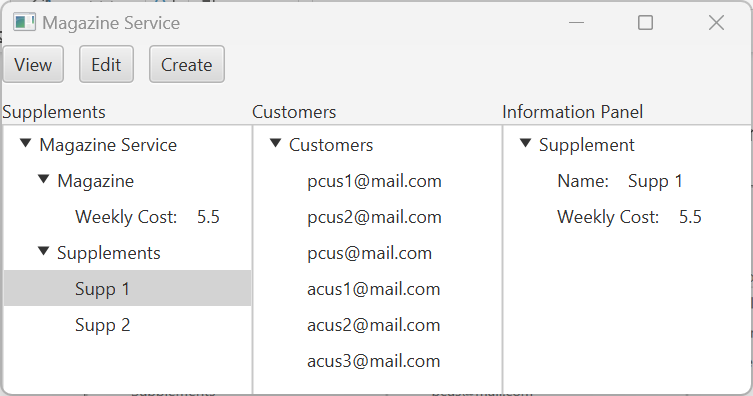 Magazine Service
View Edit Create
Supplements
Magazine Service
Magazine
Weekly Cost: 5.5
Supplements
Supp 1
Supp 2
Customers
Customers
pcus1@mail.com
pcus2@mail.com
pcus@mail.com
acus1@mail.com
acus2@mail.com
acus3@mail.com
Information Panel
Supplement
Name: Supp 1
Weekly Cost: 5.5